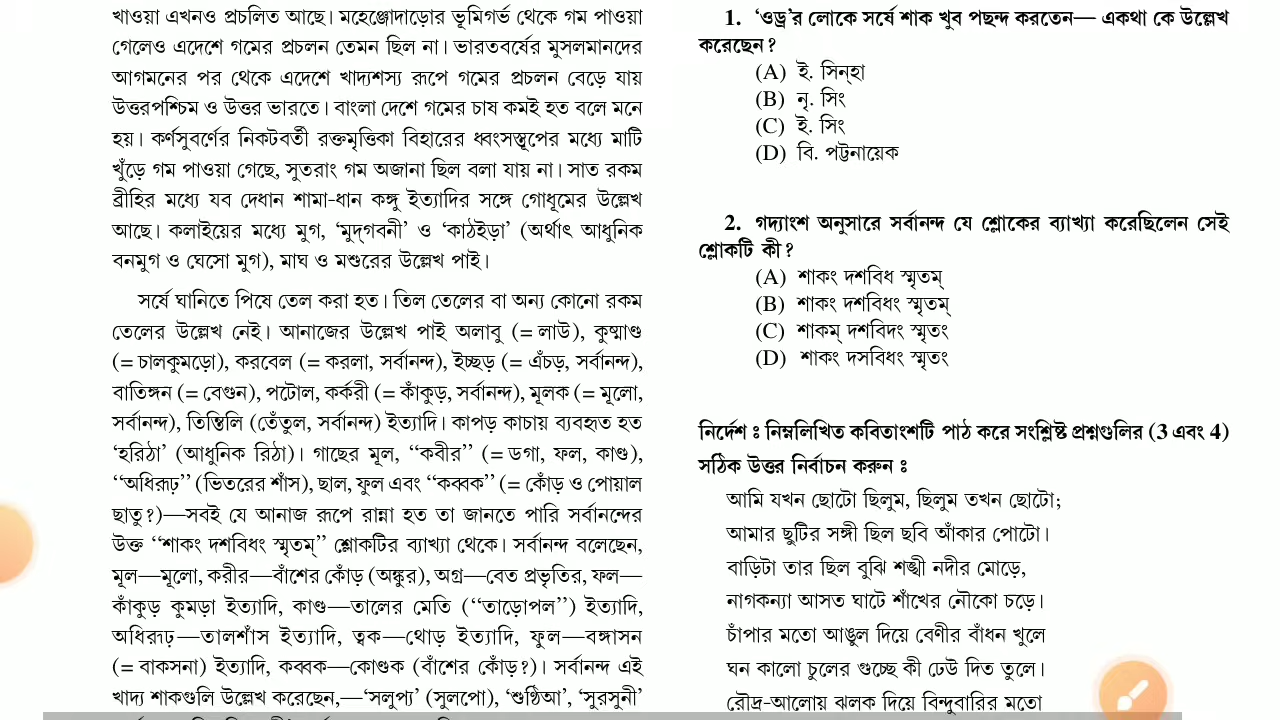 খাওয়া এখনও প্রচলিত আছে। মহেঞ্জোদাড়োর ভূমিগর্ভ থেকে গম পাওয়া
গেলেও এদেশে গমের প্রচলন তেমন ছিল না। ভারতবর্ষের মুসলমানদের
আগমনের পর থেকে এদেশে খাদ্যশস্য রূপে গমের প্রচলন বেড়ে যায়
উত্তরপশ্চিম ও উত্তর ভারতে। বাংলা দেশে গমের চাষ কমই হত বলে মনে
হয়। কর্ণসুবর্ণের নিকটবর্তী রক্তমৃত্তিকা বিহারের ধ্বংসস্তূপের মধ্যে মাটি
খুঁড়ে গম পাওয়া গেছে, সুতরাং গম অজানা ছিল বলা যায় না। সাত রকম
ব্রীহির মধ্যে যব দেধান শামা-ধান কঙ্গু ইত্যাদির সঙ্গে গোধূমের উল্লেখ
আছে। কলাইয়ের মধ্যে মুগ, ‘মুদ্‌গবনী’ ও ‘কাঠইড়া’ (অর্থাৎ আধুনিক
বনমুগ ও ঘেসো মুগ), মাঘ ও মশুরের উল্লেখ পাই।
সর্ষে ঘানিতে পিষে তেল করা হত। তিল তেলের বা অন্য কোনো রকম
তেলের উল্লেখ নেই। আনাজের উল্লেখ পাই অলাবু (= লাউ), কুষ্মাণ্ড
(= চালকুমড়ো), করবেল (= করলা, সর্বানন্দ), ইচ্ছড় (= এঁচড়, সর্বানন্দ),
বাতিঙ্গন (= বেগুন), পটোল, কর্করী (= কাঁকুড়, সর্বানন্দ), মূলক (= মূলো,
সর্বানন্দ), তিন্তিলি (তেঁতুল, সর্বানন্দ) ইত্যাদি। কাপড় কাচায় ব্যবহৃত হত
‘হরিঠা’ (আধুনিক রিঠা)। গাছের মূল, “কবীর” (= ডগা, ফল, কাণ্ড),
“অধিরূঢ়” (ভিতরের শাঁস), ছাল, ফুল এবং “কব্বক” (= কোঁড় ও পোয়াল
ছাতু?)—সবই যে আনাজ রূপে রান্না হত তা জানতে পারি সর্বানন্দের
উক্ত “শাকং দশবিধং স্মৃতম্” শ্লোকটির ব্যাখ্যা থেকে। সর্বানন্দ বলেছেন,
মূল—মূলো, করীর—বাঁশের কোঁড় (অঙ্কুর), অগ্র—বেত প্রভৃতির, ফল—
কাঁকুড় কুমড়া ইত্যাদি, কাণ্ড—তালের মেতি (“তাড়োপল”) ইত্যাদি,
অধিরূঢ়—তালশাঁস ইত্যাদি, ত্বক—থোড় ইত্যাদি, ফুল—বঙ্গাসন
(= বাকসনা) ইত্যাদি, কব্বক—কোণ্ডক (বাঁশের কোঁড়?)। সর্বানন্দ এই
খাদ্য শাকগুলি উল্লেখ করেছেন,—‘সলুপ্য’ (সুলপো), ‘শুণ্ঠিআ’, ‘সুরসুনী’
1. ‘ওড্র’র লোকে সর্ষে শাক খুব পছন্দ করতেন— একথা কে উল্লেখ
করেছেন?
(A) ই. সিন্‌হা
(B) নৃ. সিং
(C) ই. সিং
(D) বি. পট্টনায়েক
2. গদ্যাংশ অনুসারে সর্বানন্দ যে শ্লোকের ব্যাখ্যা করেছিলেন সেই
শ্লোকটি কী?
(A) শাকং দশবিধ স্মৃতম্
(B) শাকং দশবিধং স্মৃতম্
(C) শাকম্ দশবিদং স্মৃতং
(D) শাকং দসবিধং স্মৃতং
নির্দেশ ঃ নিম্নলিখিত কবিতাংশটি পাঠ করে সংশ্লিষ্ট প্রশ্নগুলির (3 এবং 4)
সঠিক উত্তর নির্বাচন করুন ঃ
আমি যখন ছোটো ছিলুম, ছিলুম তখন ছোটো;
আমার ছুটির সঙ্গী ছিল ছবি আঁকার পোটো।
বাড়িটা তার ছিল বুঝি শঙ্খী নদীর মোড়ে,
নাগকন্যা আসত ঘাটে শাঁখের নৌকো চড়ে।
চাঁপার মতো আঙুল দিয়ে বেণীর বাঁধন খুলে
ঘন কালো চুলের গুচ্ছে কী ঢেউ দিত তুলে।
রৌদ্র-আলোয় ঝলক দিয়ে বিন্দুবারির মতো